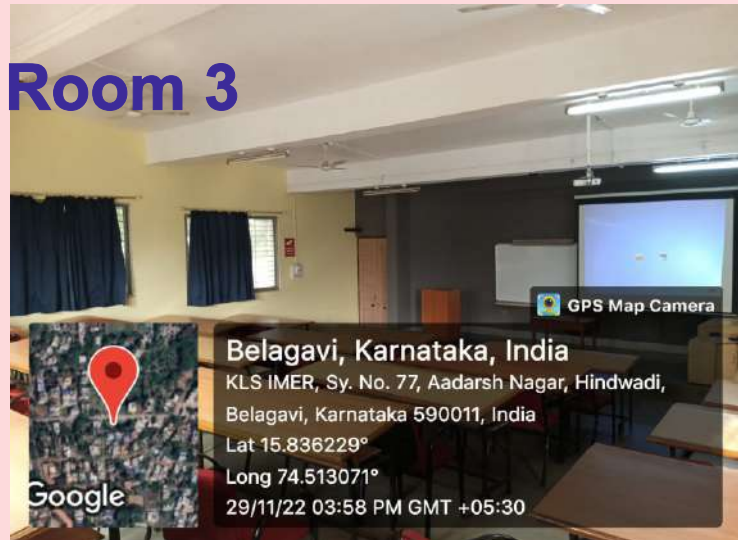 Room 3
GPS Map Camera
Belagavi, Karnataka, India
KLS IMER, Sy. No. 77, Aadarsh Nagar, Hindwadi,
Belagavi, Karnataka 590011, India
Lat 15.836229°
Long 74.513071°
29/11/22 03:58 PM GMT +05:30
Google